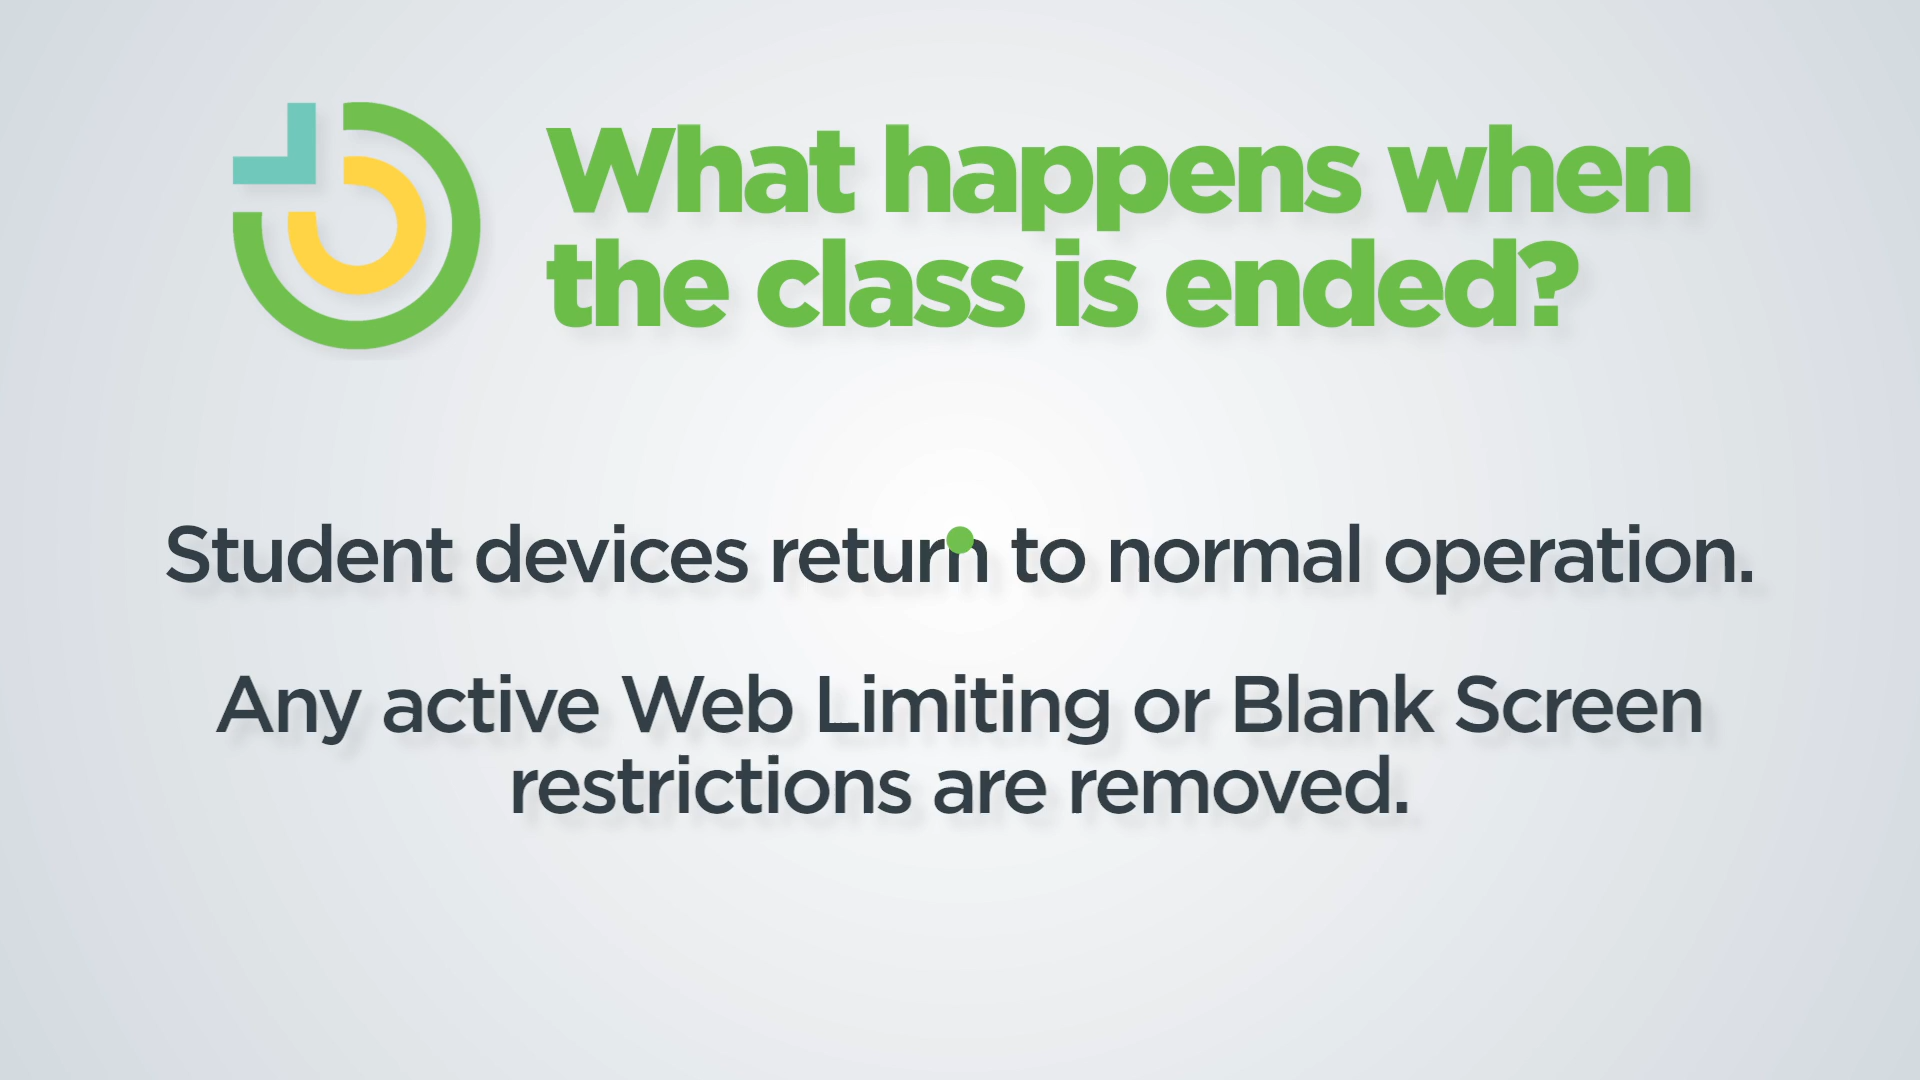 What happens when
the class is ended?
Student devices return to normal operation.
Any active Web Limiting or Blank Screen
restrictions are removed.